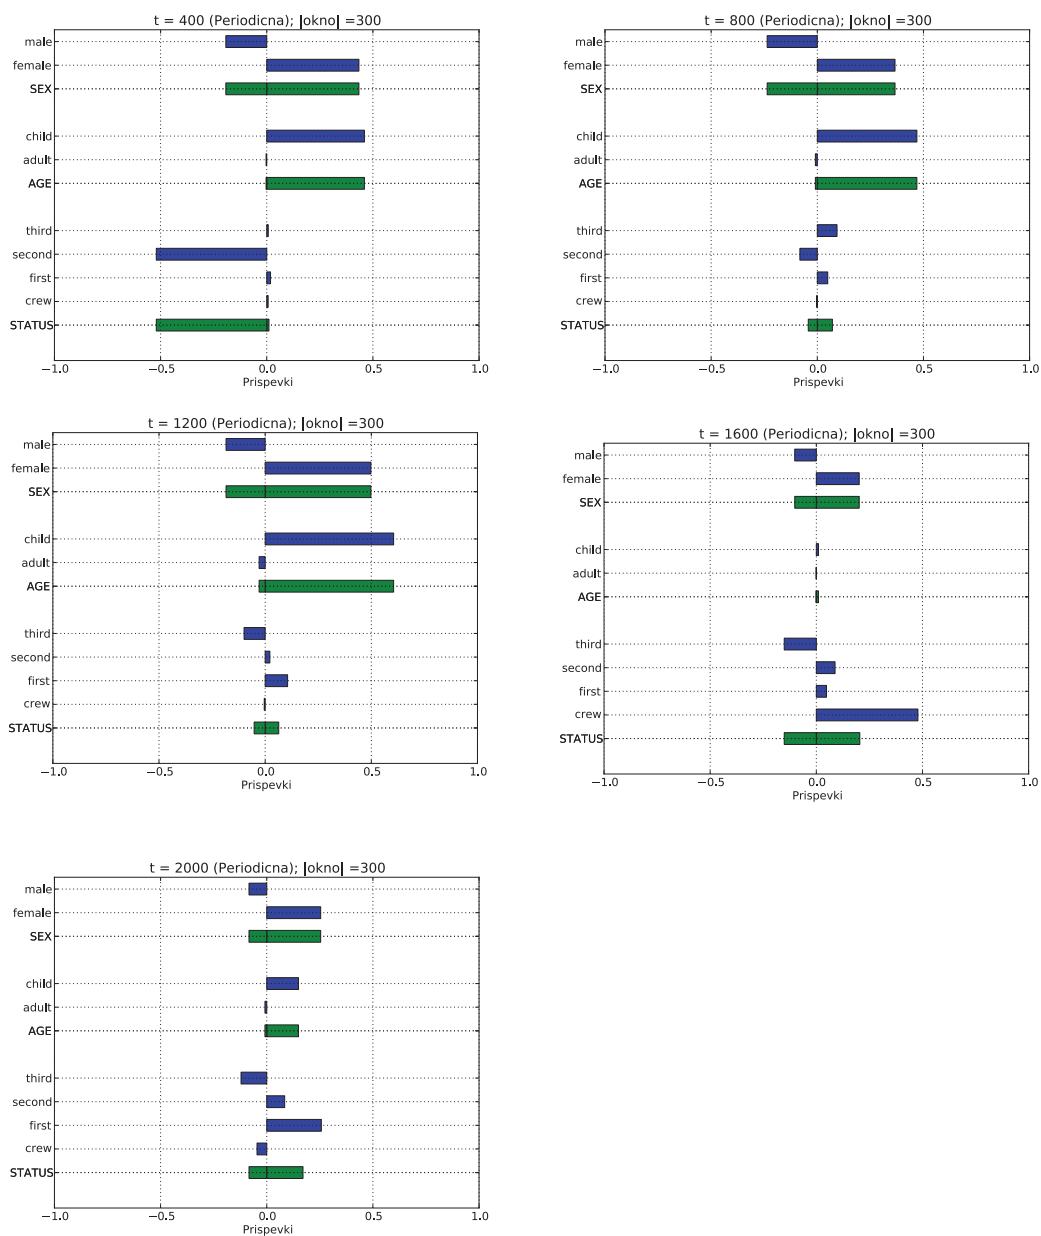 t = 400 (Periodicna); |okno| =300
male
female
SEX
child
adult
AGE
third
second
first
crew
STATUS
−1.0 −0.5 0.0 0.5 1.0
Prispevki
t = 800 (Periodicna); |okno| =300
male
female
SEX
child
adult
AGE
third
second
first
crew
STATUS
−1.0 −0.5 0.0 0.5 1.0
Prispevki
t = 1200 (Periodicna); |okno| =300
male
female
SEX
child
adult
AGE
third
second
first
crew
STATUS
−1.0 −0.5 0.0 0.5 1.0
Prispevki
t = 1600 (Periodicna); |okno| =300
male
female
SEX
child
adult
AGE
third
second
first
crew
STATUS
−1.0 −0.5 0.0 0.5 1.0
Prispevki
t = 2000 (Periodicna); |okno| =300
male
female
SEX
child
adult
AGE
third
second
first
crew
STATUS
−1.0 −0.5 0.0 0.5 1.0
Prispevki